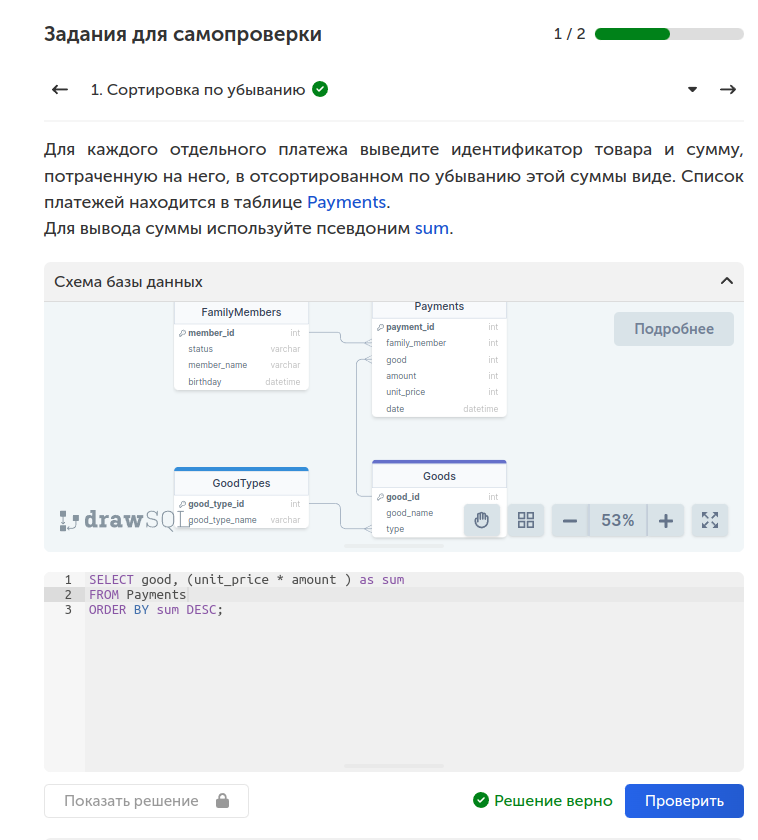 Задания для самопроверки
1 / 2
1. Сортировка по убыванию
Для каждого отдельного платежа выведите идентификатор товара и сумму,
потраченную на него, в отсортированном по убыванию этой суммы виде. Список
платежей находится в таблице Payments.
Для вывода суммы используйте псевдоним sum.
Схема базы данных
FamilyMembers
member_id int
status varchar
member_name varchar
birthday datetime
Payments
payment_id int
family_member int
good int
amount int
unit_price int
date datetime
Подробнее
GoodTypes
good_type_id int
good_type_name varchar
Goods
good_id int
good_name
type
drawSQL
53%
1 SELECT good, (unit_price * amount ) as sum
2 FROM Payments
3 ORDER BY sum DESC;
Показать решение
Решение верно
Проверить